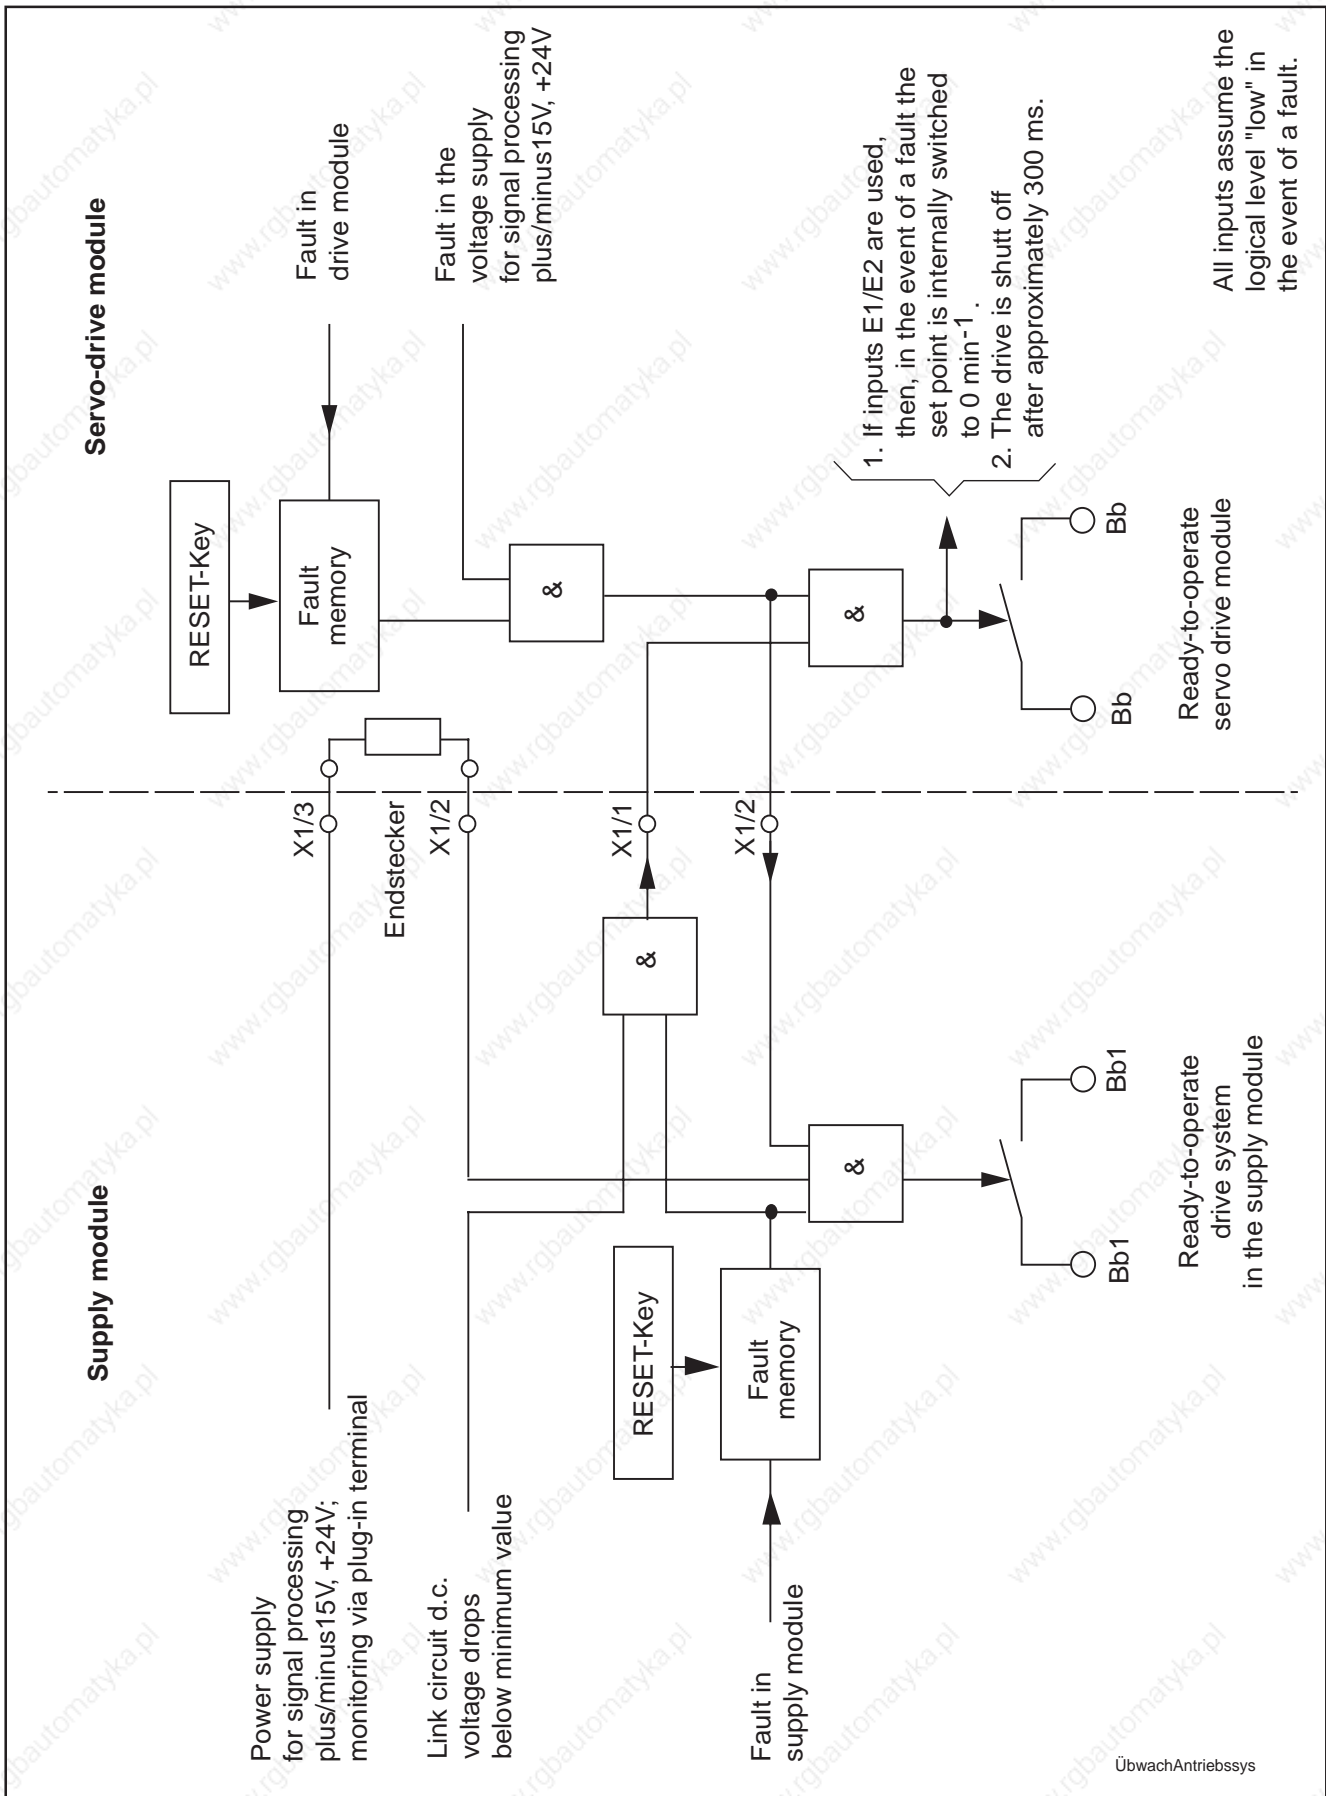 Supply module
Servo-drive module
Power supply
for signal processing
plus/minus15V, +24V;
monitoring via plug-in terminal
X1/3
Endstecker
RESET-Key
Fault
memory
Fault in
drive module
Link circuit d.c.
voltage drops
below minimum value
X1/2
Fault in the
voltage supply
for signal processing
plus/minus15V, +24V
&
RESET-Key
&
X1/1
Fault in
supply module
Fault
memory
X1/2
&
&
1. If inputs E1/E2 are used,
then, in the event of a fault the
set point is internally switched
to 0 min-1 .
2. The drive is shutt off
after approximately 300 ms.
Bb1
Bb1
Bb
Bb
Ready-to-operate
drive system
in the supply module
Ready-to-operate
servo drive module
All inputs assume the
logical level "low" in
the event of a fault.
ÜbwachAntriebssys
www.rgbautomatyka.pl